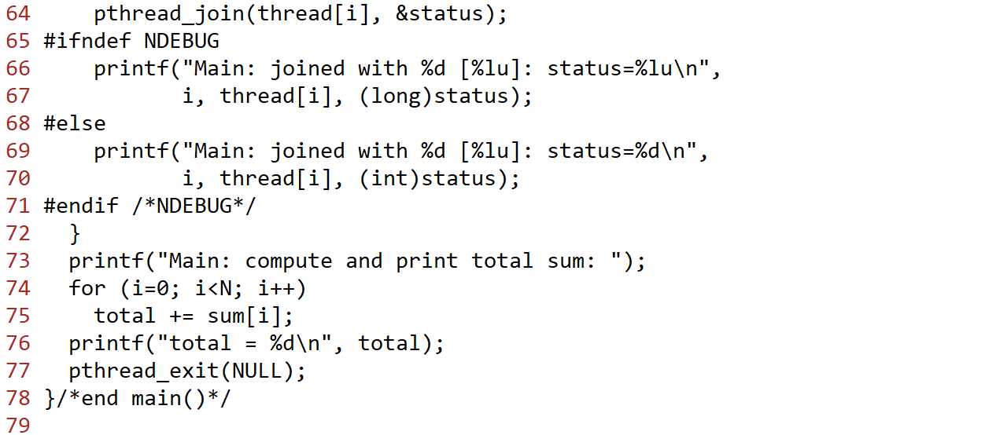 64     pthread_join(thread[i], &status);
65 #ifndef NDEBUG
66     printf("Main: joined with %d [%lu]: status=%lu\n",
67            i, thread[i], (long)status);
68 #else
69     printf("Main: joined with %d [%lu]: status=%d\n",
70            i, thread[i], (int)status);
71 #endif /*NDEBUG*/
72   }
73   printf("Main: compute and print total sum: ");
74   for (i=0; i<N; i++)
75     total += sum[i];
76   printf("total = %d\n", total);
77   pthread_exit(NULL);
78 }/*end main()*/
79